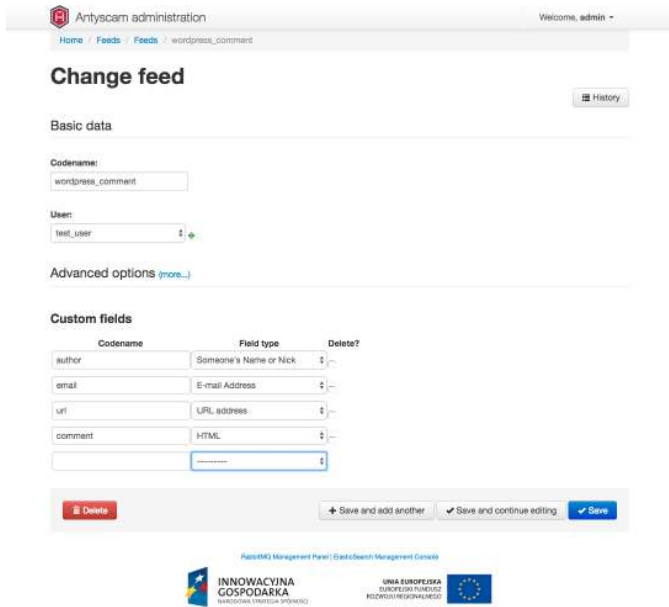 Antyscam administration
Welcome, admin
Home / Feeds / Feeds / wordpress_comment
Change feed
History
Basic data
Codename:
wordpress_comment
User:
test_user
Advanced options (more...)
Custom fields
Codename Field type Delete?
author Someone's Name or Nick
email E-mail Address
url URL address
comment HTML
----------
Delete + Save and add another Save and continue editing Save
RabbitMQ Management Panel | ElasticSearch Management Console
INNOWACYJNA
GOSPODARKA
NARODOWA STRATEGIA SPÓJNOŚCI
UNIA EUROPEJSKA
EUROPEJSKI FUNDUSZ
ROZWOJU REGIONALNEGO